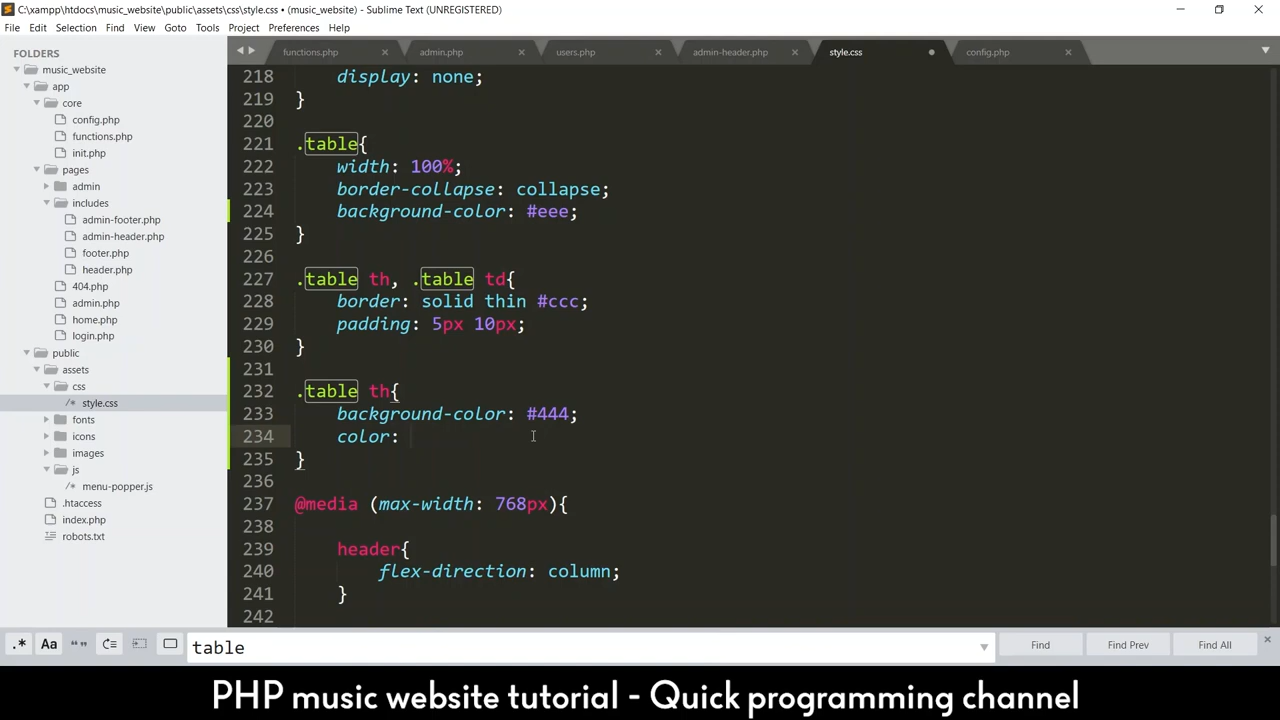 C:\xampp\htdocs\music_website\public\assets\css\style.css • (music_website) - Sublime Text (UNREGISTERED)
File Edit Selection Find View Goto Tools Project Preferences Help
FOLDERS
music_website
app
core
config.php
functions.php
init.php
pages
admin
includes
admin-footer.php
admin-header.php
footer.php
header.php
404.php
admin.php
home.php
login.php
public
assets
css
/* style.css
fonts
icons
images
js
/* menu-popper.js
.htaccess
index.php
robots.txt
functions.php admin.php users.php admin-header.php style.css config.php
218 display: none;
219 }
220
221 .table{
222 width: 100%;
223 border-collapse: collapse;
224 background-color: #eee;
225 }
226
227 .table th, .table td{
228 border: solid thin #ccc;
229 padding: 5px 10px;
230 }
231
232 .table th{
233 background-color: #444;
234 color:
235 }
236
237 @media (max-width: 768px){
238
239 header{
240 flex-direction: column;
241 }
242
.* Aa “” table Find Find Prev Find All
PHP music website tutorial - Quick programming channel